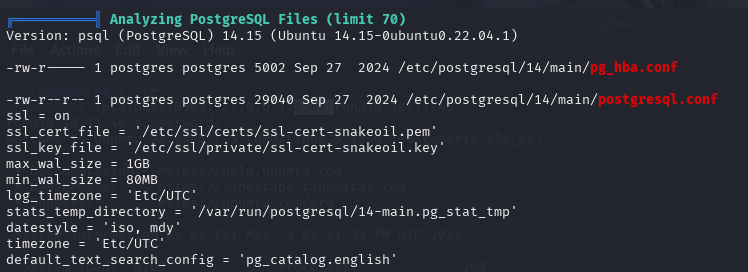 ╔══════════╣ Analyzing PostgreSQL Files (limit 70)
Version: psql (PostgreSQL) 14.15 (Ubuntu 14.15-0ubuntu0.22.04.1)
-rw-r----- 1 postgres postgres 5002 Sep 27  2024 /etc/postgresql/14/main/pg_hba.conf
-rw-r--r-- 1 postgres postgres 29040 Sep 27  2024 /etc/postgresql/14/main/postgresql.conf
ssl = on
ssl_cert_file = '/etc/ssl/certs/ssl-cert-snakeoil.pem'
ssl_key_file = '/etc/ssl/private/ssl-cert-snakeoil.key'
max_wal_size = 1GB
min_wal_size = 80MB
log_timezone = 'Etc/UTC'
stats_temp_directory = '/var/run/postgresql/14-main.pg_stat_tmp'
datestyle = 'iso, mdy'
timezone = 'Etc/UTC'
default_text_search_config = 'pg_catalog.english'